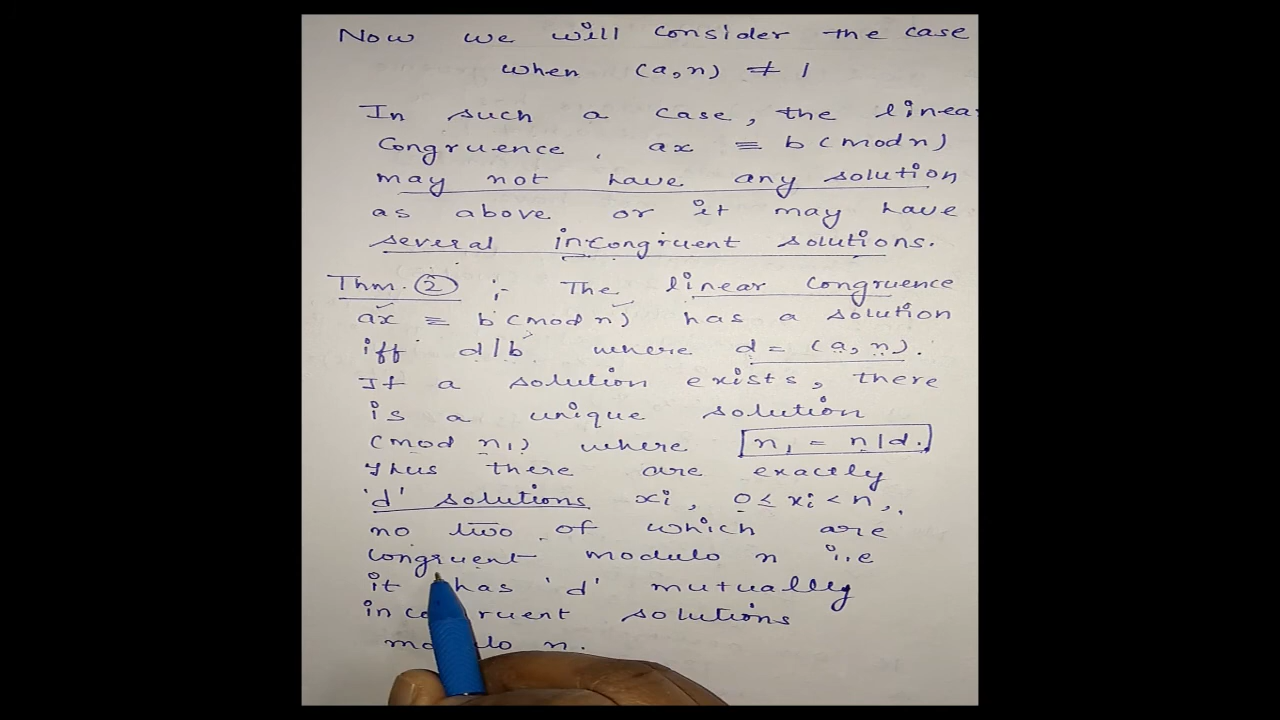 Now we will consider the case
when (a,n) ≠ 1
In such a case, the linea
Congruence, ax ≡ b (mod n)
may not have any solution
as above or it may have
several incongruent solutions.
Thm. ② :- The linear congruence
ax ≡ b (mod n) has a solution
iff d/b where d = (a, n).
If a solution exists, there
is a unique solution
(mod n₁) where n₁ = n/d.
Thus there are exactly
'd' solutions xi, 0 ≤ xi < n,
no two of which are
congruent modulo n i.e
it has 'd' mutually
incongruent solutions
modulo n.